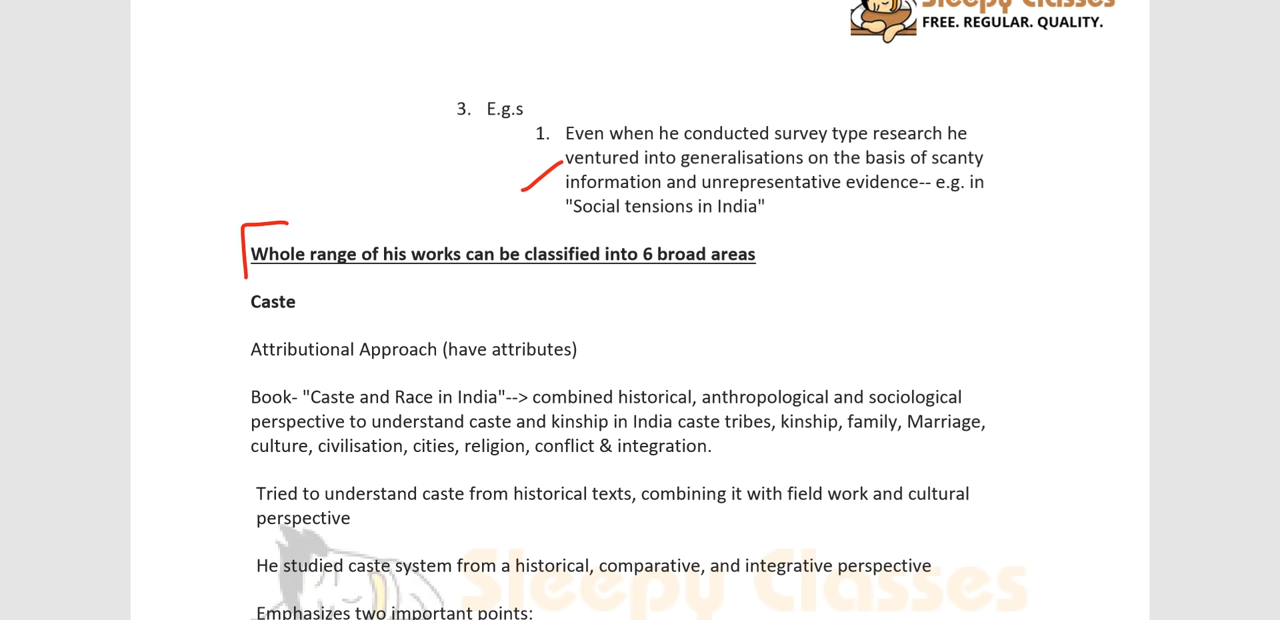 Sleepy Classes
FREE. REGULAR. QUALITY.
3. E.g.s
1. Even when he conducted survey type research he
ventured into generalisations on the basis of scanty
information and unrepresentative evidence-- e.g. in
"Social tensions in India"
Whole range of his works can be classified into 6 broad areas
Caste
Attributional Approach (have attributes)
Book- "Caste and Race in India"--> combined historical, anthropological and sociological
perspective to understand caste and kinship in India caste tribes, kinship, family, Marriage,
culture, civilisation, cities, religion, conflict & integration.
Tried to understand caste from historical texts, combining it with field work and cultural
perspective
He studied caste system from a historical, comparative, and integrative perspective
Sleepy Classes
Emphasizes two important points: